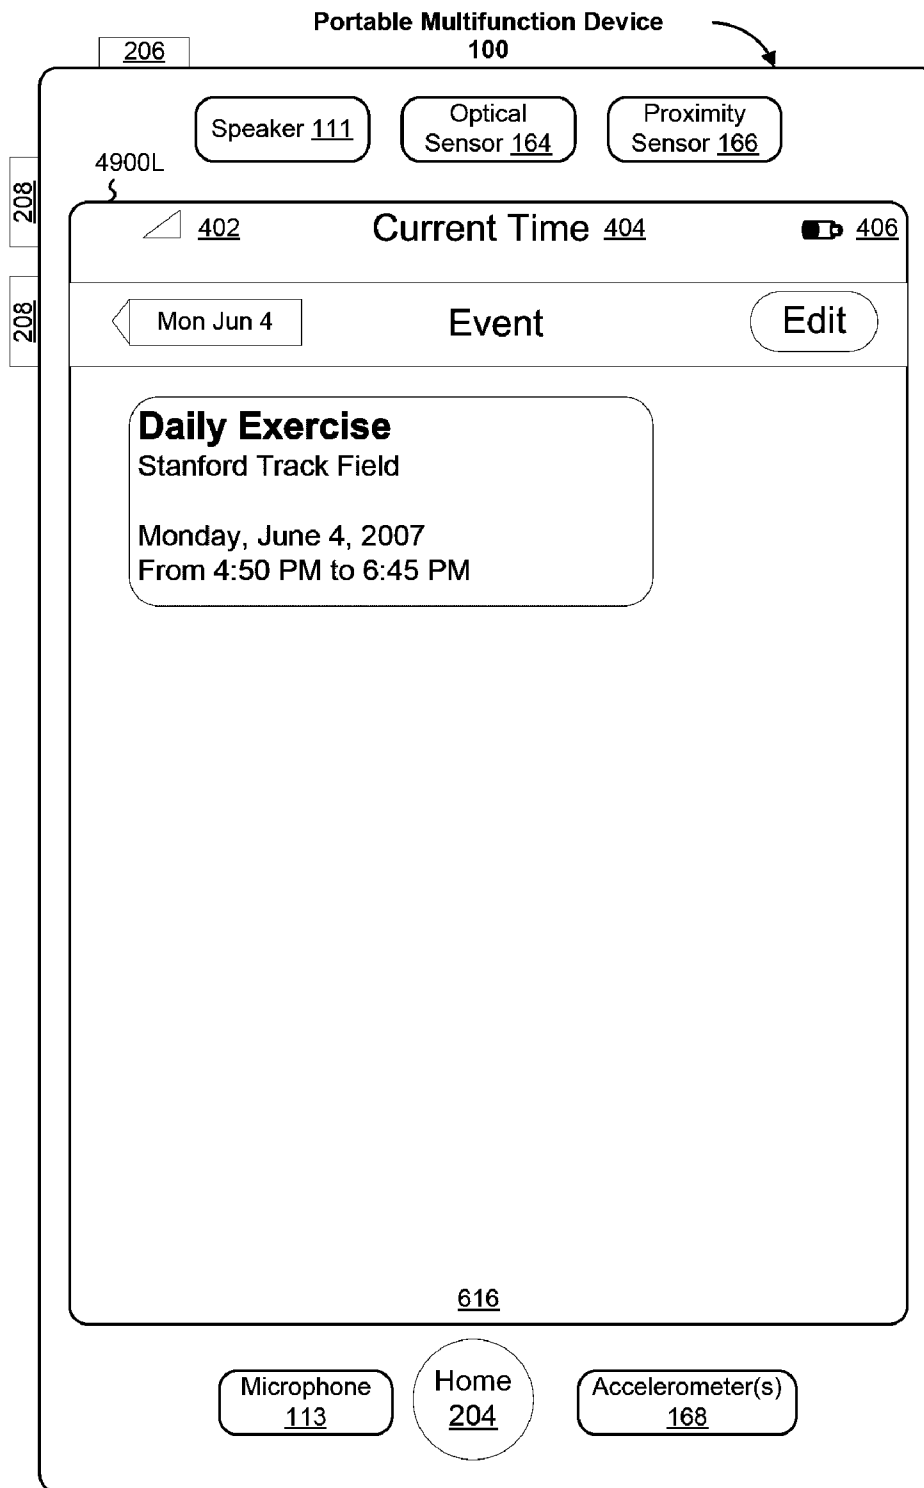 Portable Multifunction Device
100
206
Speaker 111
Optical
Sensor 164
Proximity
Sensor 166
4900L
208
208
402
Current Time 404
406
Mon Jun 4
Event
Edit
Daily Exercise
Stanford Track Field
Monday, June 4, 2007
From 4:50 PM to 6:45 PM
616
Microphone
113
Home
204
Accelerometer(s)
168